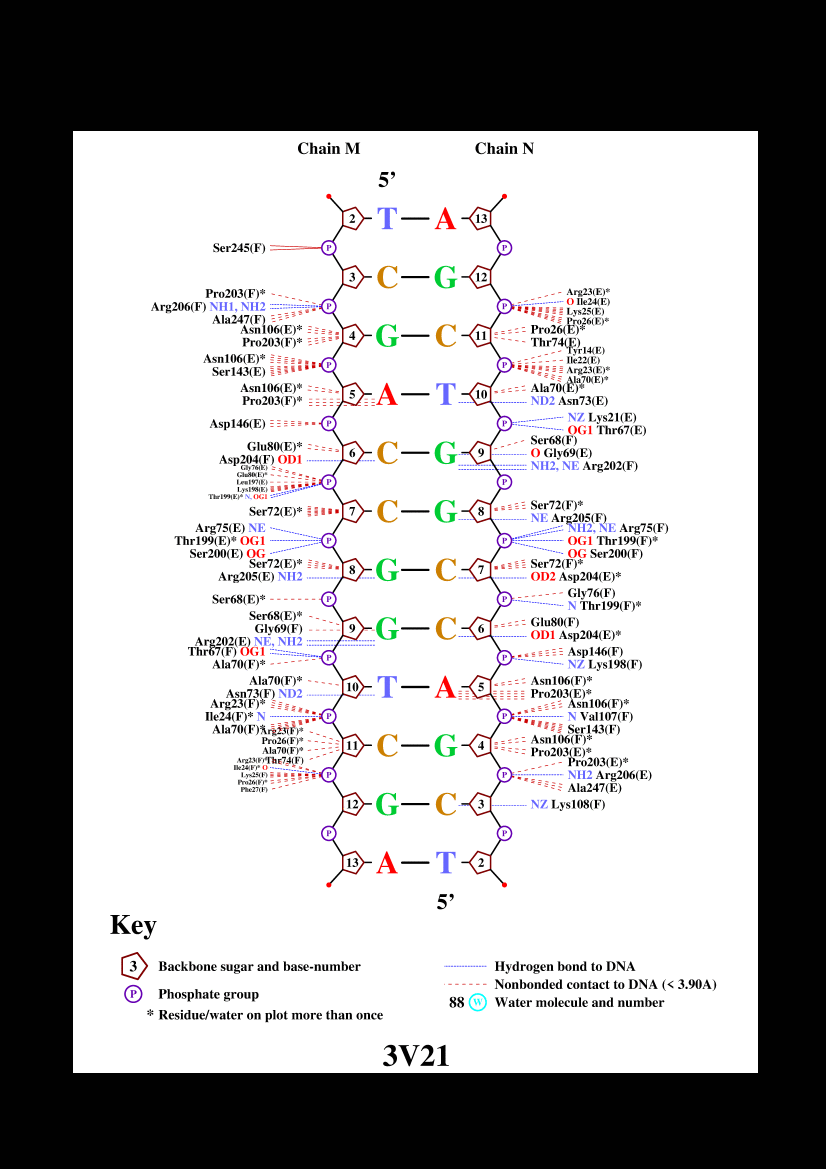 Chain M Chain N
5’
2 T A 13
Ser245(F) P P
3 C G 12
Pro203(F)* Arg23(E)*
Arg206(F) NH1, NH2 P P O Ile24(E)
Ala247(F) Lys25(E)
Pro26(E)*
Asn106(E)* 4 G C 11 Pro26(E)*
Pro203(F)* Thr74(E)
Tyr14(E)
Asn106(E)* P P Ile22(E)
Ser143(E) Arg23(E)*
Ala70(E)*
Asn106(E)* 5 A T 10 Ala70(E)*
Pro203(F)* ND2 Asn73(E)
Asp146(E) P P NZ Lys21(E)
OG1 Thr67(E)
Glu80(E)* 6 C G 9 Ser68(F)
Asp204(F) OD1 O Gly69(E)
NH2, NE Arg202(F)
Gly76(E)
Glu80(E)*
Leu197(E) P P
Lys198(E)
Thr199(E)* N, OG1
Ser72(E)* 7 C G 8 Ser72(F)*
NE Arg205(F)
Arg75(E) NE NH2, NE Arg75(F)
Thr199(E)* OG1 P P OG1 Thr199(F)*
Ser200(E) OG OG Ser200(F)
Ser72(E)* 8 G C 7 Ser72(F)*
Arg205(E) NH2 OD2 Asp204(E)*
Ser68(E)* P P Gly76(F)
N Thr199(F)*
Ser68(E)* 9 G C 6 Glu80(F)
Gly69(F) OD1 Asp204(E)*
Arg202(E) NE, NH2
Thr67(F) OG1 P P Asp146(F)
Ala70(F)* NZ Lys198(F)
Ala70(F)* 10 T A 5 Asn106(F)*
Asn73(F) ND2 Pro203(E)*
Arg23(F)* Asn106(F)*
Ile24(F)* N P P N Val107(F)
Ala70(F)* Ser143(F)
Arg23(F)* 11 C G 4 Asn106(F)*
Pro26(F)* Pro203(E)*
Ala70(F)*
Thr74(F)
Arg23(F)* Pro203(E)*
Ile24(F)* O P P NH2 Arg206(E)
Lys25(F) Ala247(E)
Pro26(F)*
Phe27(F)
12 G C 3 NZ Lys108(F)
P P
13 A T 2
5’
Key
3 Backbone sugar and base-number
P Phosphate group
* Residue/water on plot more than once
Hydrogen bond to DNA
Nonbonded contact to DNA (< 3.90A)
88 W Water molecule and number
3V21